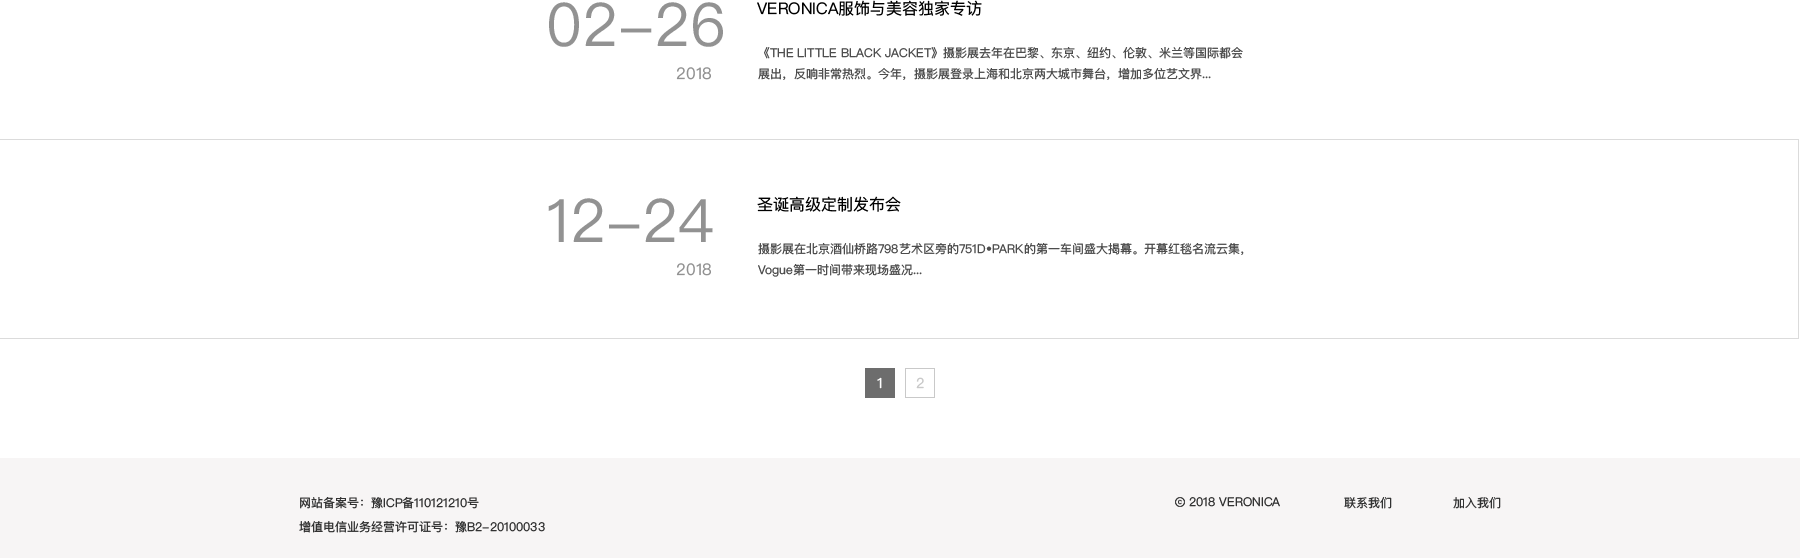 02-26
2018
VERONICA服饰与美容独家专访
《THE LITTLE BLACK JACKET》摄影展去年在巴黎、东京、纽约、伦敦、米兰等国际都会
展出，反响非常热烈。今年，摄影展登录上海和北京两大城市舞台，增加多位艺文界...
12-24
2018
圣诞高级定制发布会
摄影展在北京酒仙桥路798艺术区旁的751D•PARK的第一车间盛大揭幕。开幕红毯名流云集，
Vogue第一时间带来现场盛况...
1 2
网站备案号：豫ICP备110121210号
增值电信业务经营许可证号：豫B2-20100033
© 2018 VERONICA 联系我们 加入我们